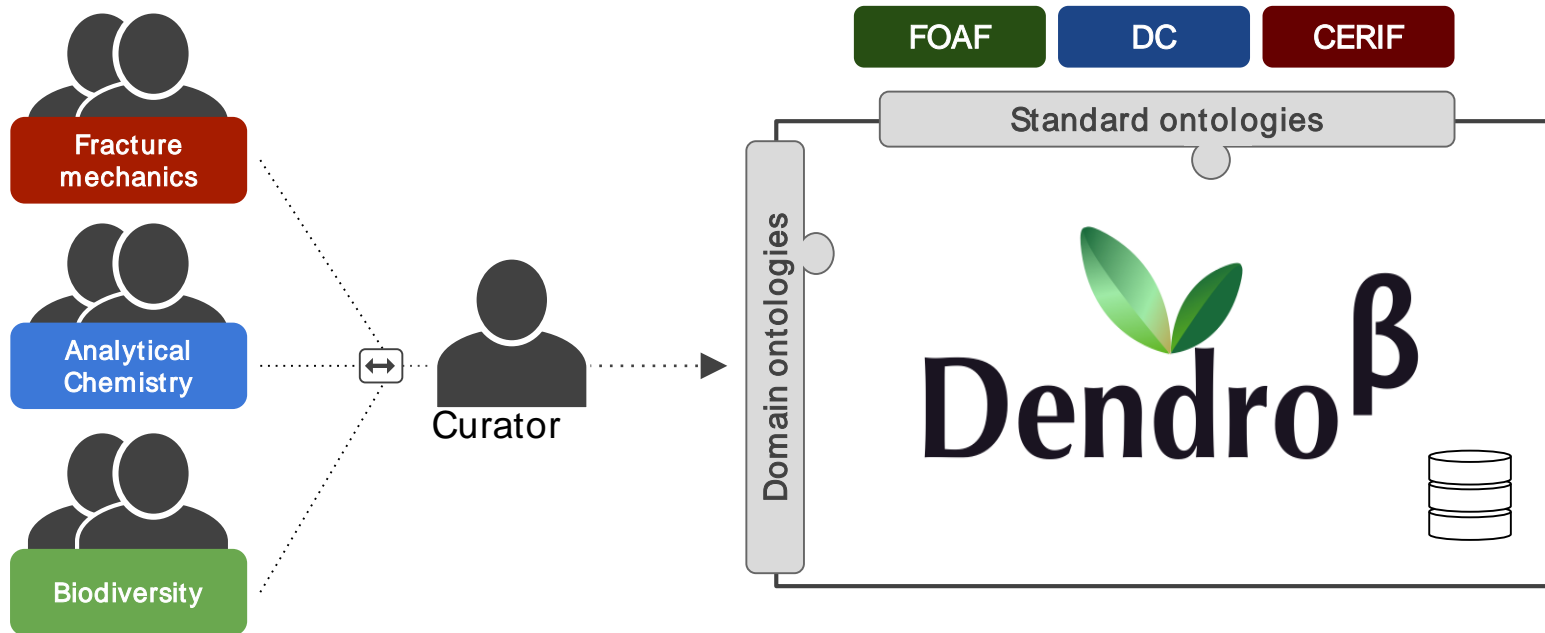 Fracture
mechanics
Analytical
Chemistry
Biodiversity
Curator
Domain ontologies
FOAF
DC
CERIF
Standard ontologies
Dendro β